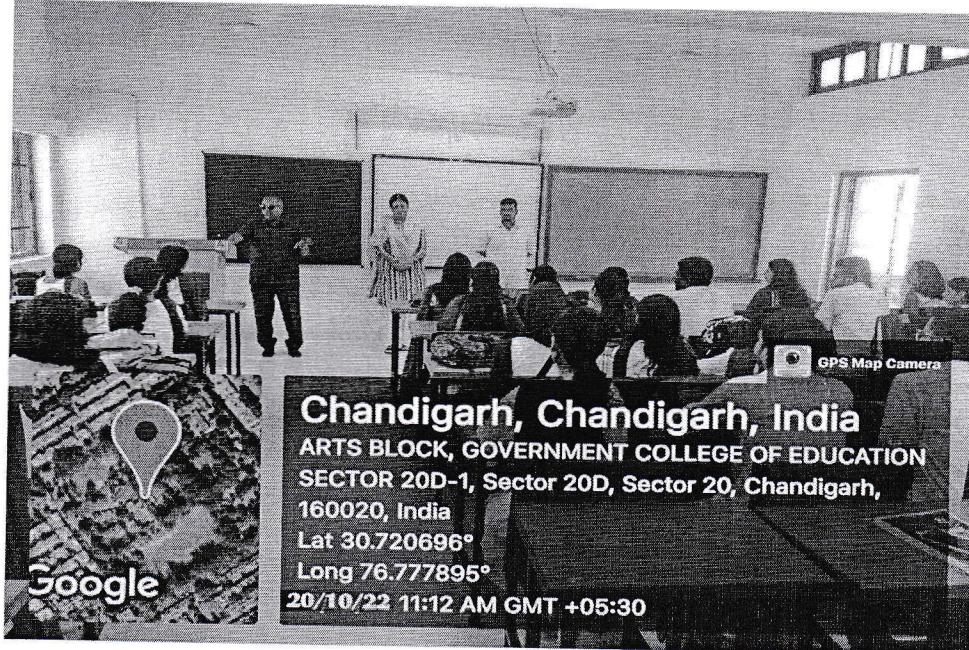 GPS Map Camera
Chandigarh, Chandigarh, India
ARTS BLOCK, GOVERNMENT COLLEGE OF EDUCATION
SECTOR 20D-1, Sector 20D, Sector 20, Chandigarh,
160020, India
Lat 30.720696°
Long 76.777895°
20/10/22 11:12 AM GMT +05:30
Google